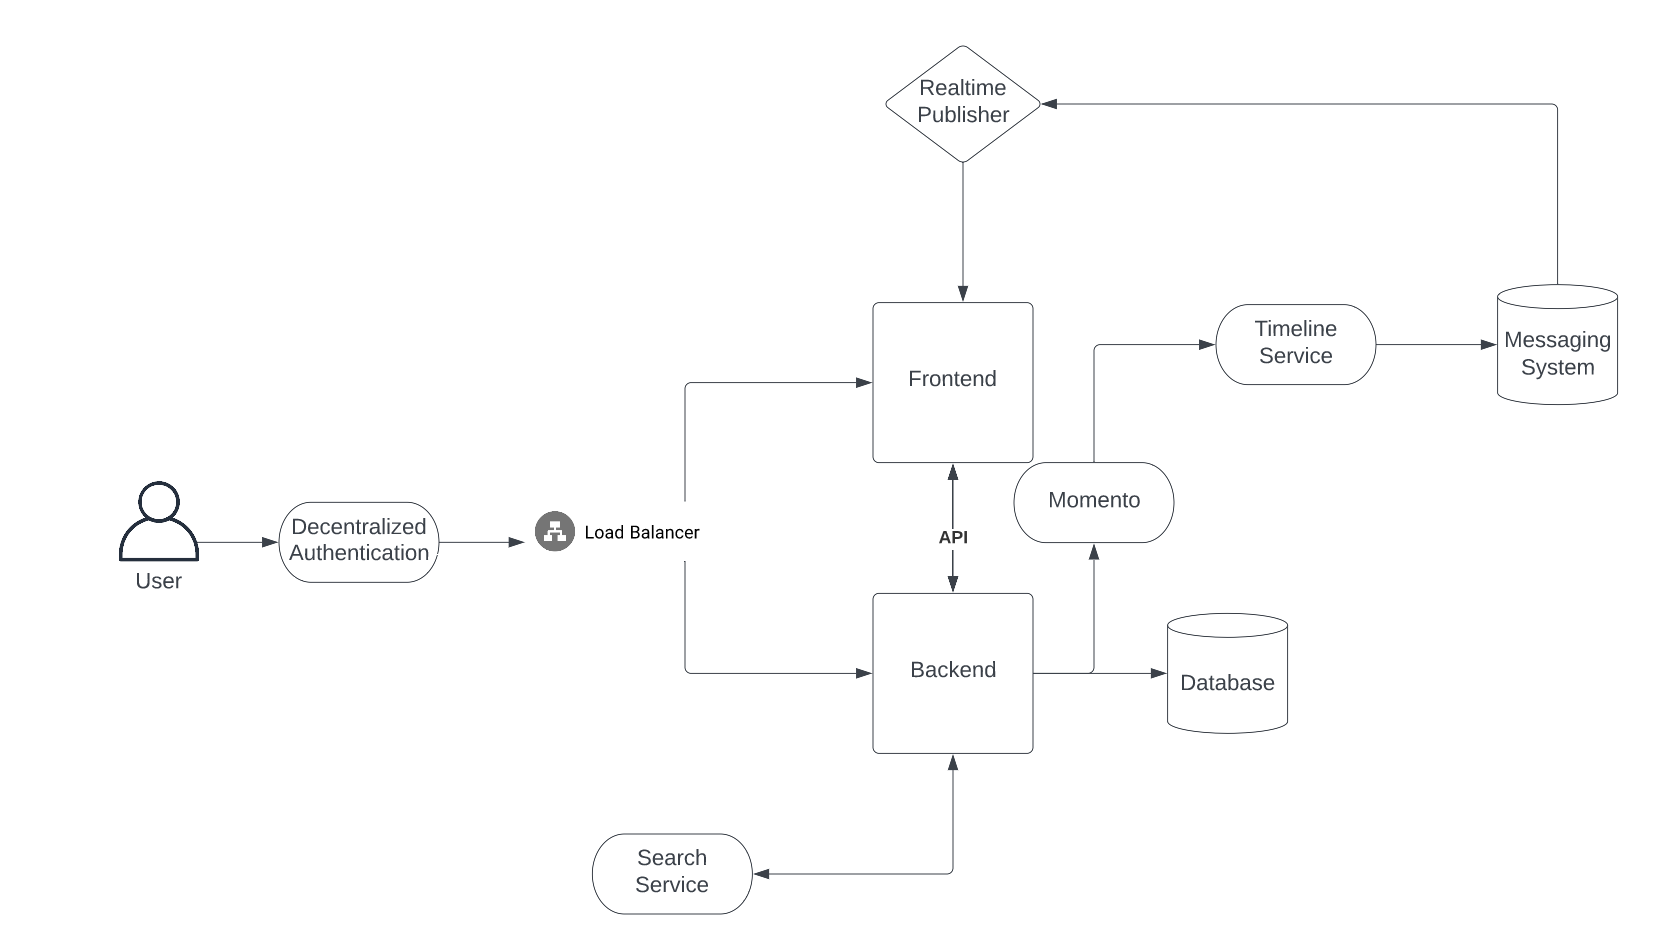 Realtime
Publisher
Frontend
Timeline
Service
Messaging
System
Momento
Decentralized
Authentication
Load Balancer
API
User
Backend
Database
Search
Service